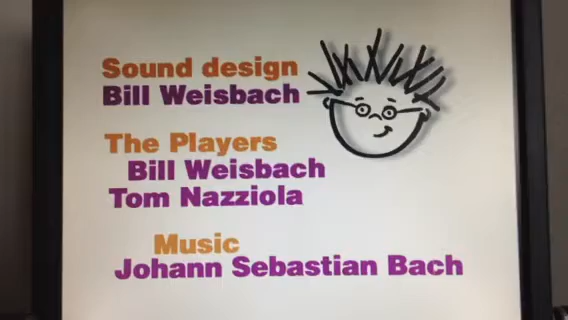 Sound design
Bill Weisbach
The Players
Bill Weisbach
Tom Nazziola
Music
Johann Sebastian Bach